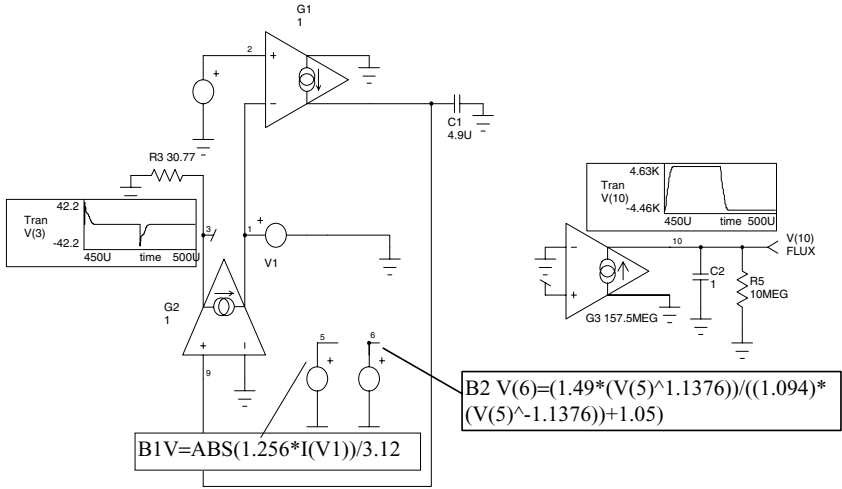 G1
1
2
+
+
−
C1
4.9U
R3 30.77
42.2
Tran
V(3)
-42.2
450U time 500U
3
1
+
V1
G2
1
+
−
9
5
6
+
+
4.63K
Tran
V(10)
-4.46K
450U time 500U
−
+
10
V(10)
FLUX
C2
1
R5
10MEG
G3 157.5MEG
B1V=ABS(1.256*I(V1))/3.12
B2 V(6)=(1.49*(V(5)^1.1376))/((1.094)*
(V(5)^-1.1376))+1.05)